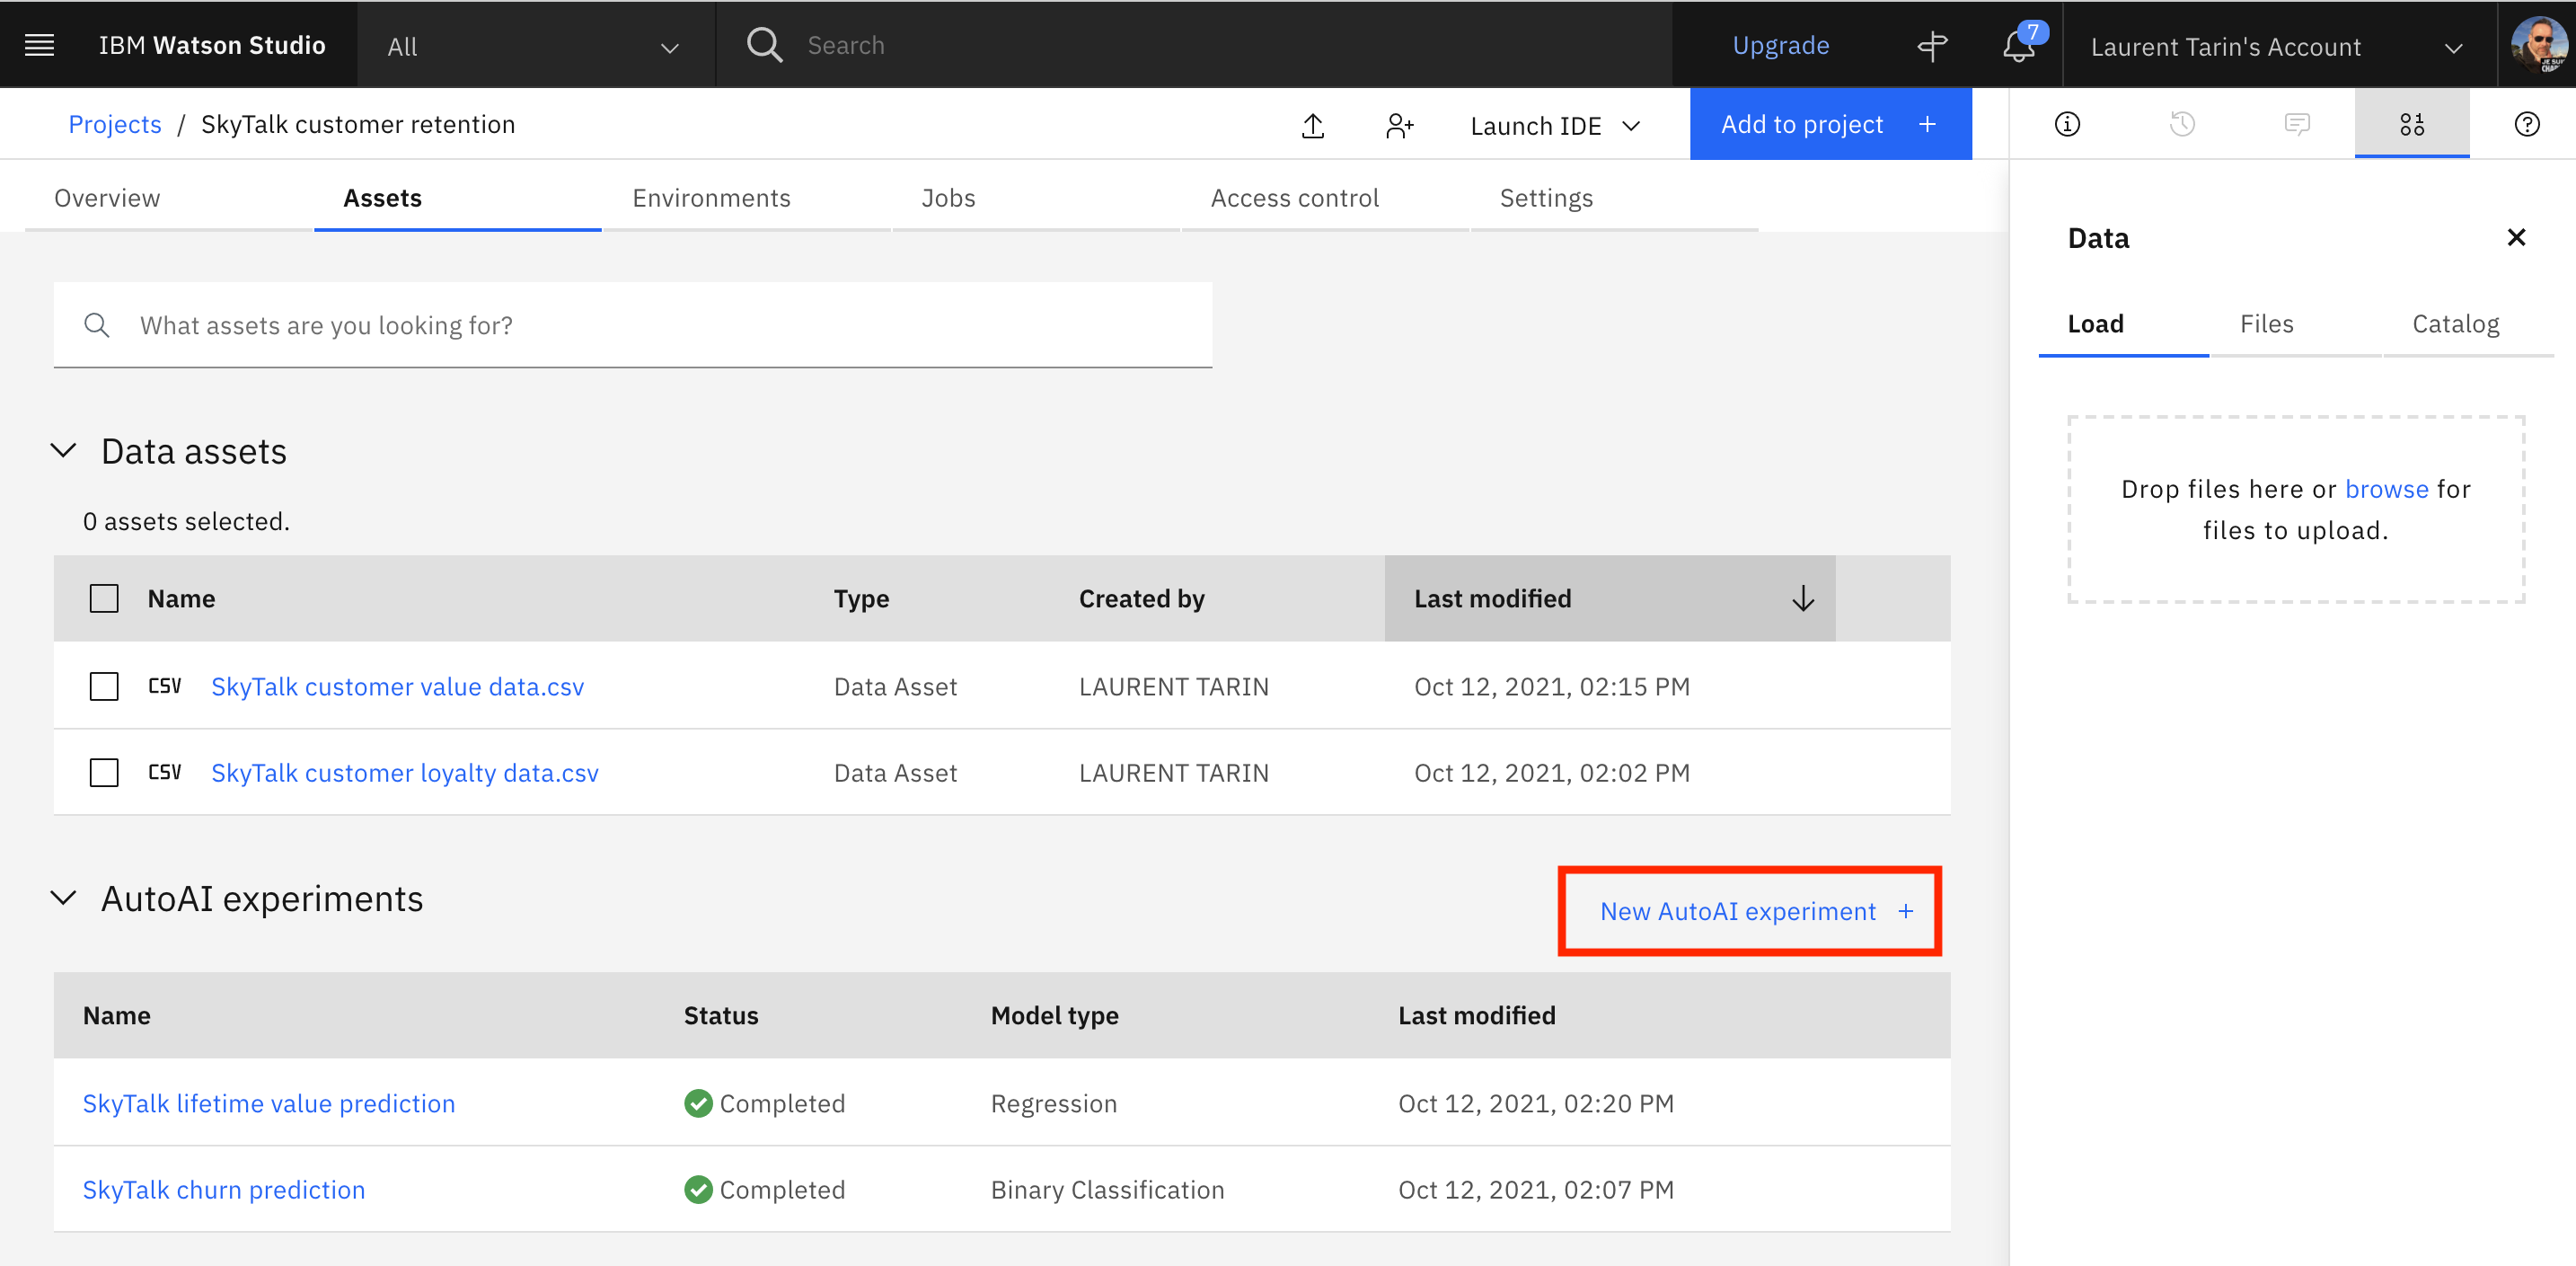 IBM Watson Studio
All
Search
Upgrade
7
Laurent Tarin's Account
Projects / SkyTalk customer retention
Launch IDE
Add to project +
Overview
Assets
Environments
Jobs
Access control
Settings
What assets are you looking for?
Data assets
0 assets selected.
Name Type Created by Last modified
CSV SkyTalk customer value data.csv Data Asset LAURENT TARIN Oct 12, 2021, 02:15 PM
CSV SkyTalk customer loyalty data.csv Data Asset LAURENT TARIN Oct 12, 2021, 02:02 PM
AutoAI experiments
New AutoAI experiment +
Name Status Model type Last modified
SkyTalk lifetime value prediction Completed Regression Oct 12, 2021, 02:20 PM
SkyTalk churn prediction Completed Binary Classification Oct 12, 2021, 02:07 PM
Data
Load
Files
Catalog
Drop files here or browse for
files to upload.